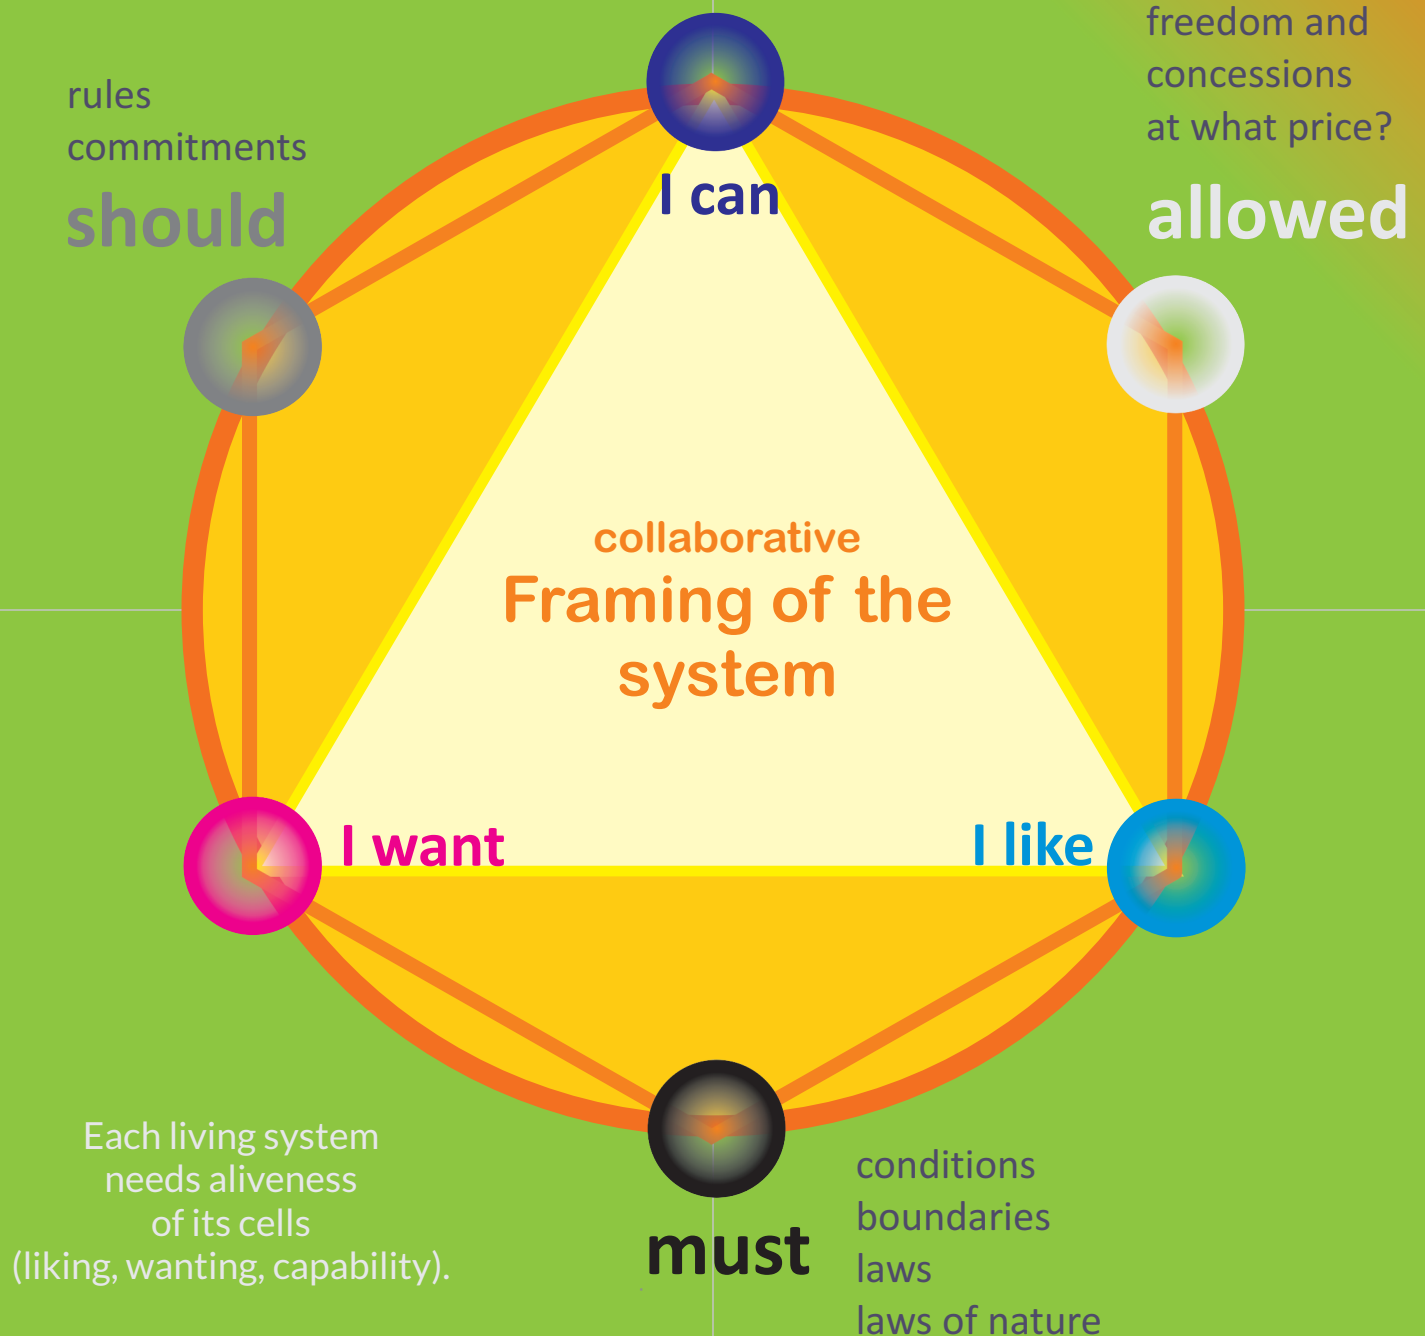 freedom and
concessions
at what price?
allowed
rules
commitments
should
I can
collaborative
Framing of the
system
I want
I like
Each living system
needs aliveness
of its cells
(liking, wanting, capability).
must
conditions
boundaries
laws
laws of nature